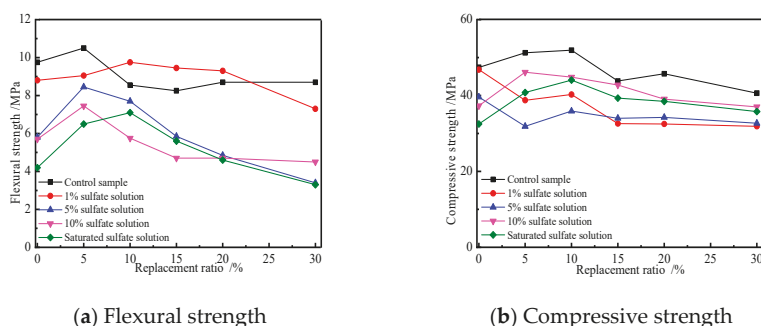 12
10
8
6
4
2
0
Flexural strength /MPa
Control sample
1% sulfate solution
5% sulfate solution
10% sulfate solution
Saturated sulfate solution
0 5 10 15 20 25 30
Replacement ratio /%
(a) Flexural strength
60
40
20
0
Compressive strength /MPa
Control sample
1% sulfate solution
5% sulfate solution
10% sulfate solution
Saturated sulfate solution
0 5 10 15 20 25 30
Replacement ratio /%
(b) Compressive strength